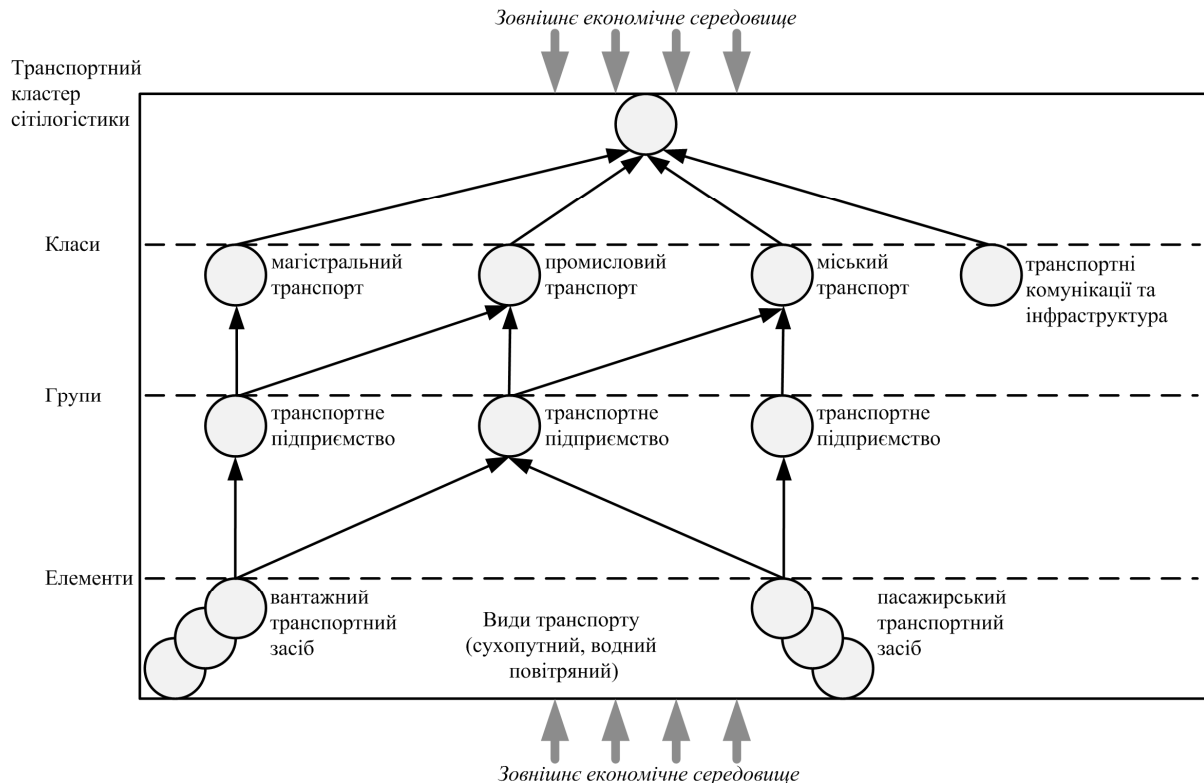 Зовнішнє економічне середовище
Транспортний
кластер
сітілогістики
Класи
магістральний
транспорт
промисловий
транспорт
міський
транспорт
транспортні
комунікації та
інфраструктура
Групи
транспортне
підприємство
транспортне
підприємство
транспортне
підприємство
Елементи
вантажний
транспортний
засіб
Види транспорту
(сухопутний, водний
повітряний)
пасажирський
транспортний
засіб
Зовнішнє економічне середовище